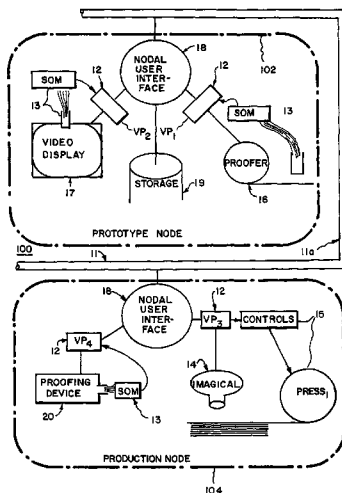 18
NODAL USER INTER- FACE
12
12
102
SOM
13
VP2
VP1
SOM
13
VIDEO DISPLAY
17
STORAGE
19
PROOFER
16
PROTOTYPE NODE
100
11
11a
18
NODAL USER INTER- FACE
12
VP3
CONTROLS
15
12
VP4
14
IMAGICAL
PROOFING DEVICE
SOM
20
13
PRESS1
PRODUCTION NODE
104